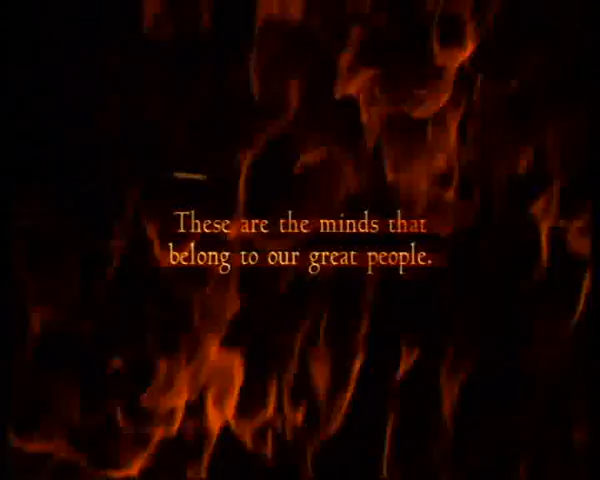 These are the minds that
belong to our great people.